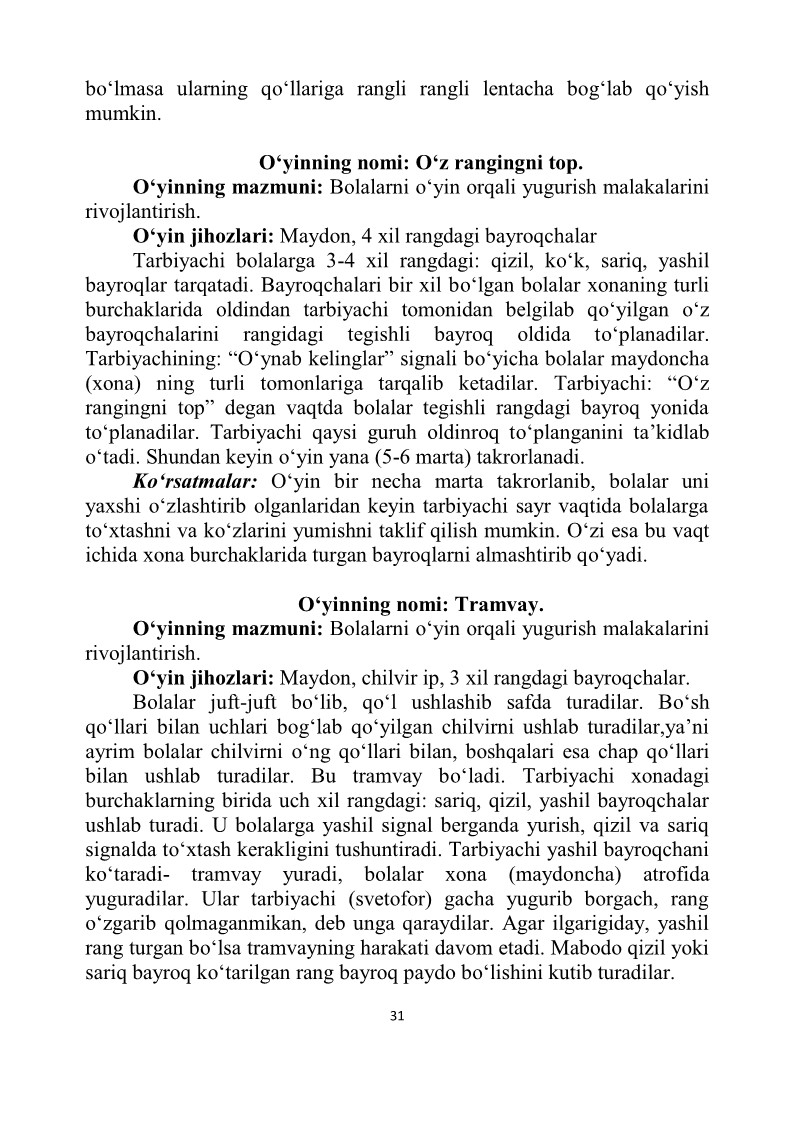 bo‘lmasa ularning qo‘llariga rangli rangli lentacha bog‘lab qo‘yish
mumkin.
O‘yinning nomi: O‘z rangingni top.
O‘yinning mazmuni: Bolalarni o‘yin orqali yugurish malakalarini
rivojlantirish.
O‘yin jihozlari: Maydon, 4 xil rangdagi bayroqchalar
Tarbiyachi bolalarga 3-4 xil rangdagi: qizil, ko‘k, sariq, yashil
bayroqlar tarqatadi. Bayroqchalari bir xil bo‘lgan bolalar xonaning turli
burchaklarida oldindan tarbiyachi tomonidan belgilab qo‘yilgan o‘z
bayroqchalarini rangidagi tegishli bayroq oldida to‘planadilar.
Tarbiyachining: “O‘ynab kelinglar” signali bo‘yicha bolalar maydoncha
(xona) ning turli tomonlariga tarqalib ketadilar. Tarbiyachi: “O‘z
rangingni top” degan vaqtda bolalar tegishli rangdagi bayroq yonida
to‘planadilar. Tarbiyachi qaysi guruh oldinroq to‘planganini ta’kidlab
o‘tadi. Shundan keyin o‘yin yana (5-6 marta) takrorlanadi.
Ko‘rsatmalar: O‘yin bir necha marta takrorlanib, bolalar uni
yaxshi o‘zlashtirib olganlaridan keyin tarbiyachi sayr vaqtida bolalarga
to‘xtashni va ko‘zlarini yumishni taklif qilish mumkin. O‘zi esa bu vaqt
ichida xona burchaklarida turgan bayroqlarni almashtirib qo‘yadi.
O‘yinning nomi: Tramvay.
O‘yinning mazmuni: Bolalarni o‘yin orqali yugurish malakalarini
rivojlantirish.
O‘yin jihozlari: Maydon, chilvir ip, 3 xil rangdagi bayroqchalar.
Bolalar juft-juft bo‘lib, qo‘l ushlashib safda turadilar. Bo‘sh
qo‘llari bilan uchlari bog‘lab qo‘yilgan chilvirni ushlab turadilar,ya’ni
ayrim bolalar chilvirni o‘ng qo‘llari bilan, boshqalari esa chap qo‘llari
bilan ushlab turadilar. Bu tramvay bo‘ladi. Tarbiyachi xonadagi
burchaklarning birida uch xil rangdagi: sariq, qizil, yashil bayroqchalar
ushlab turadi. U bolalarga yashil signal berganda yurish, qizil va sariq
signalda to‘xtash kerakligini tushuntiradi. Tarbiyachi yashil bayroqchani
ko‘taradi- tramvay yuradi, bolalar xona (maydoncha) atrofida
yuguradilar. Ular tarbiyachi (svetofor) gacha yugurib borgach, rang
o‘zgarib qolmaganmikan, deb unga qaraydilar. Agar ilgarigiday, yashil
rang turgan bo‘lsa tramvayning harakati davom etadi. Mabodo qizil yoki
sariq bayroq ko‘tarilgan rang bayroq paydo bo‘lishini kutib turadilar.
31